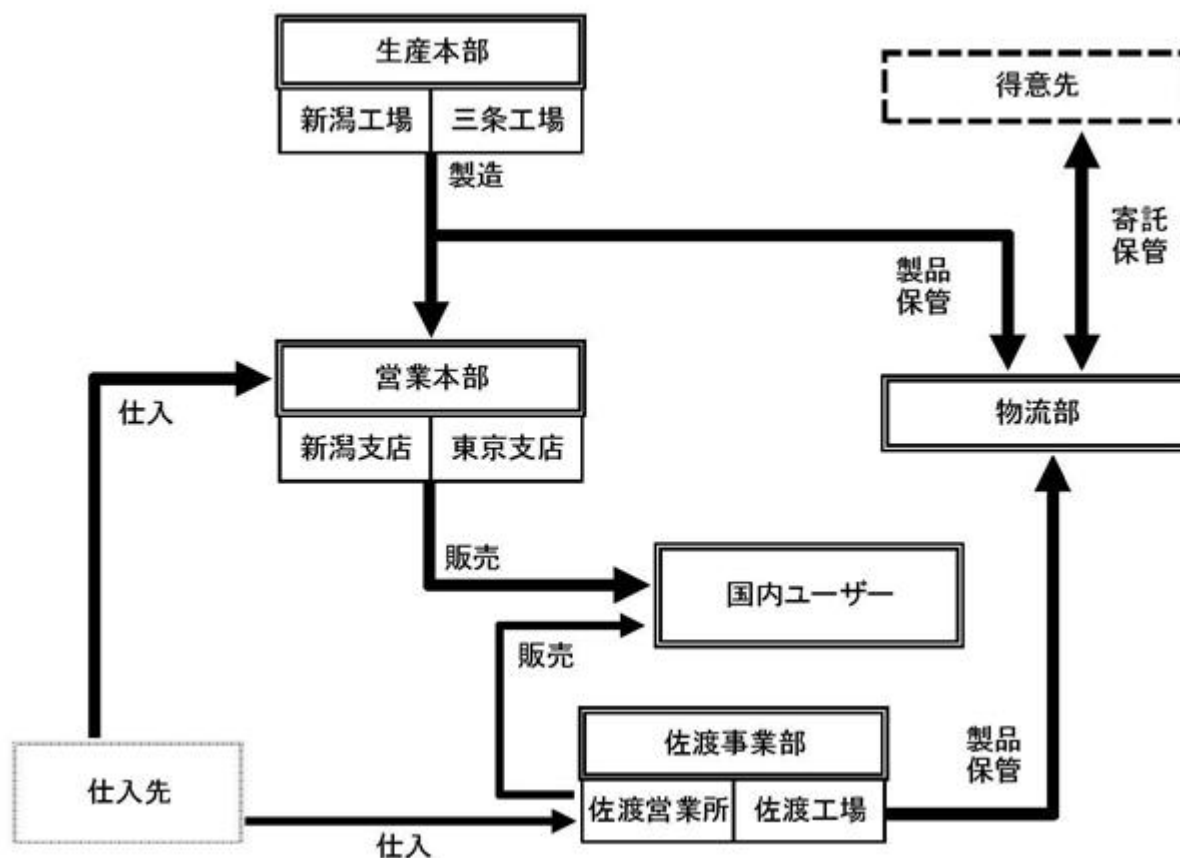 生産本部
新潟工場
三条工場
製造
得意先
寄託
保管
製品
保管
営業本部
新潟支店
東京支店
仕入
物流部
販売
国内ユーザー
販売
佐渡事業部
佐渡営業所
佐渡工場
製品
保管
仕入先
仕入